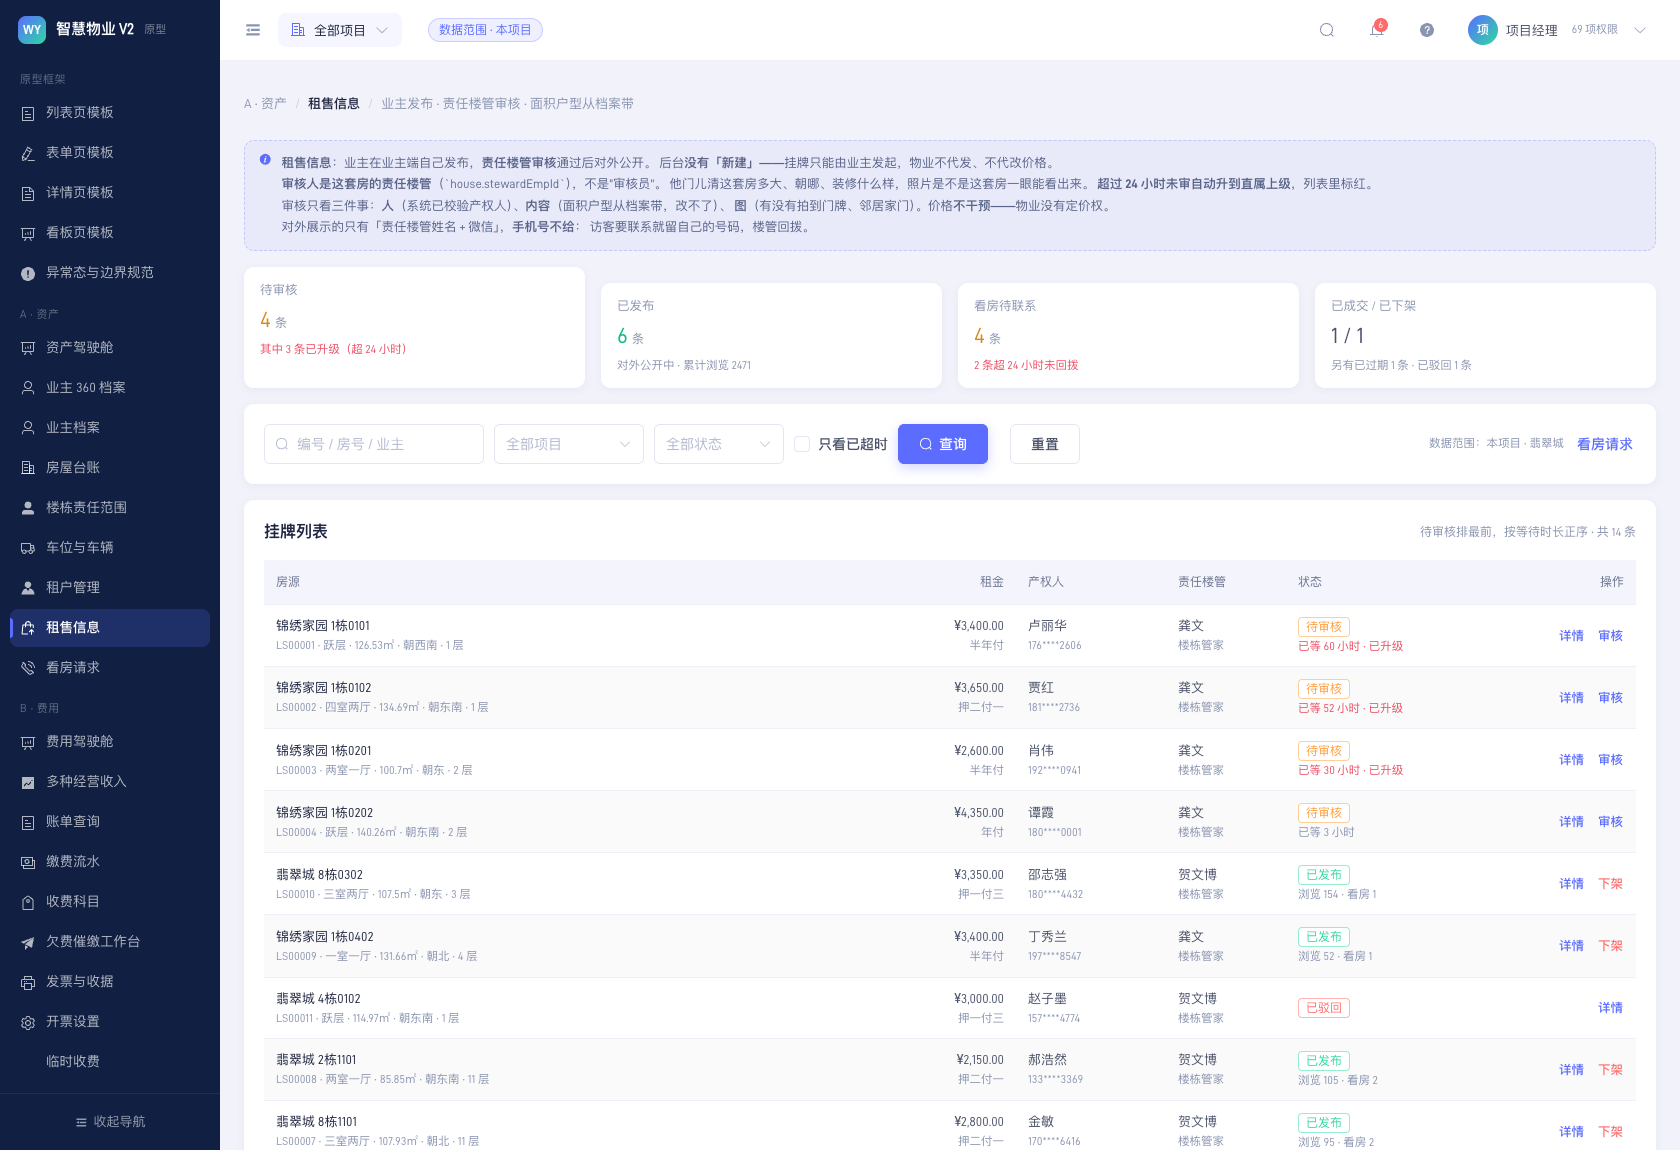 WY 智慧物业 V2 原型
原型框架
列表页模板
表单页模板
详情页模板
看板页模板
异常态与边界规范
A · 资产
资产驾驶舱
业主 360 档案
业主档案
房屋台账
楼栋责任范围
车位与车辆
租户管理
租售信息
看房请求
B · 费用
费用驾驶舱
多种经营收入
账单查询
缴费流水
收费科目
欠费催缴工作台
发票与收据
开票设置
临时收费
收起导航
全部项目 数据范围 · 本项目 6 项 项目经理 69 项权限
A · 资产 / 租售信息 / 业主发布 · 责任楼管审核 · 面积户型从档案带
租售信息：业主在业主端自己发布，责任楼管审核通过后对外公开。 后台没有「新建」——挂牌只能由业主发起，物业不代发、不代改价格。
审核人是这套房的责任楼管（`house.stewardEmpId`），不是"审核员"。 他门儿清这套房多大、朝哪、装修什么样，照片是不是这套房一眼能看出来。 超过 24 小时未审自动升到直属上级，列表里标红。
审核只看三件事：人（系统已校验产权人）、内容（面积户型从档案带，改不了）、 图（有没有拍到门牌、邻居家门）。价格不干预——物业没有定价权。
对外展示的只有「责任楼管姓名 + 微信」，手机号不给： 访客要联系就留自己的号码，楼管回拨。
待审核
4 条
其中 3 条已升级（超 24 小时）
已发布
6 条
对外公开中 · 累计浏览 2471
看房待联系
4 条
2 条超 24 小时未回拨
已成交 / 已下架
1 / 1
另有已过期 1 条 · 已驳回 1 条
编号 / 房号 / 业主 全部项目 全部状态 只看已超时 查询 重置 数据范围：本项目 · 翡翠城 看房请求
挂牌列表 待审核排最前，按等待时长正序 · 共 14 条
房源 租金 产权人 责任楼管 状态 操作
锦绣家园 1栋0101 ¥3,400.00 卢丽华 龚文 待审核 详情 审核
LS00001 · 跃层 · 126.53㎡ · 朝西南 · 1 层 半年付 176****2606 楼栋管家 已等 60 小时 · 已升级
锦绣家园 1栋0102 ¥3,650.00 贾红 龚文 待审核 详情 审核
LS00002 · 四室两厅 · 134.69㎡ · 朝东南 · 1 层 押二付一 181****2736 楼栋管家 已等 52 小时 · 已升级
锦绣家园 1栋0201 ¥2,600.00 肖伟 龚文 待审核 详情 审核
LS00003 · 两室一厅 · 100.7㎡ · 朝东 · 2 层 半年付 192****0941 楼栋管家 已等 30 小时 · 已升级
锦绣家园 1栋0202 ¥4,350.00 谭霞 龚文 待审核 详情 审核
LS00004 · 跃层 · 140.26㎡ · 朝东南 · 2 层 年付 180****0001 楼栋管家 已等 3 小时
翡翠城 8栋0302 ¥3,350.00 邵志强 贺文博 已发布 详情 下架
LS00010 · 三室两厅 · 107.5㎡ · 朝东 · 3 层 押一付三 180****4432 楼栋管家 浏览 154 · 看房 1
锦绣家园 1栋0402 ¥3,400.00 丁秀兰 龚文 已发布 详情 下架
LS00009 · 一室一厅 · 131.66㎡ · 朝北 · 4 层 半年付 197****8547 楼栋管家 浏览 52 · 看房 1
翡翠城 4栋0102 ¥3,000.00 赵子墨 贺文博 已驳回 详情
LS00011 · 跃层 · 114.97㎡ · 朝东南 · 1 层 押一付三 157****4774 楼栋管家
翡翠城 2栋1101 ¥2,150.00 郝浩然 贺文博 已发布 详情 下架
LS00008 · 两室一厅 · 85.85㎡ · 朝东南 · 11 层 押二付一 133****3369 楼栋管家 浏览 105 · 看房 2
翡翠城 8栋1101 ¥2,800.00 金敏 贺文博 已发布 详情 下架
LS00007 · 三室两厅 · 107.93㎡ · 朝北 · 11 层 押二付一 170****6416 楼栋管家 浏览 95 · 看房 2